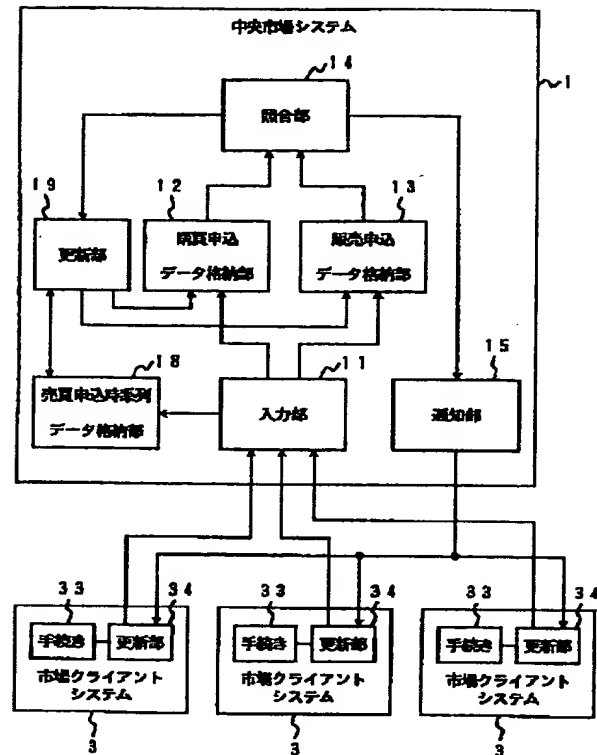 中央市場システム
1
14
照合部
19
更新部
12
購買申込
データ格納部
13
販売申込
データ格納部
18
売買申込時系列
データ格納部
11
入力部
15
通知部
33
34
手続き
更新部
市場クライアント
システム
3
33
34
手続き
更新部
市場クライアント
システム
3
33
34
手続き
更新部
市場クライアント
システム
3